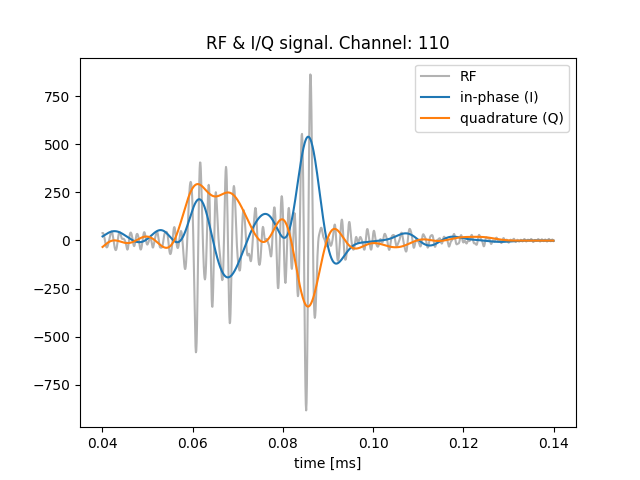 RF & I/Q signal. Channel: 110
RF
in-phase (I)
quadrature (Q)
750
500
250
0
−250
−500
−750
0.04
0.06
0.08
0.10
0.12
0.14
time [ms]